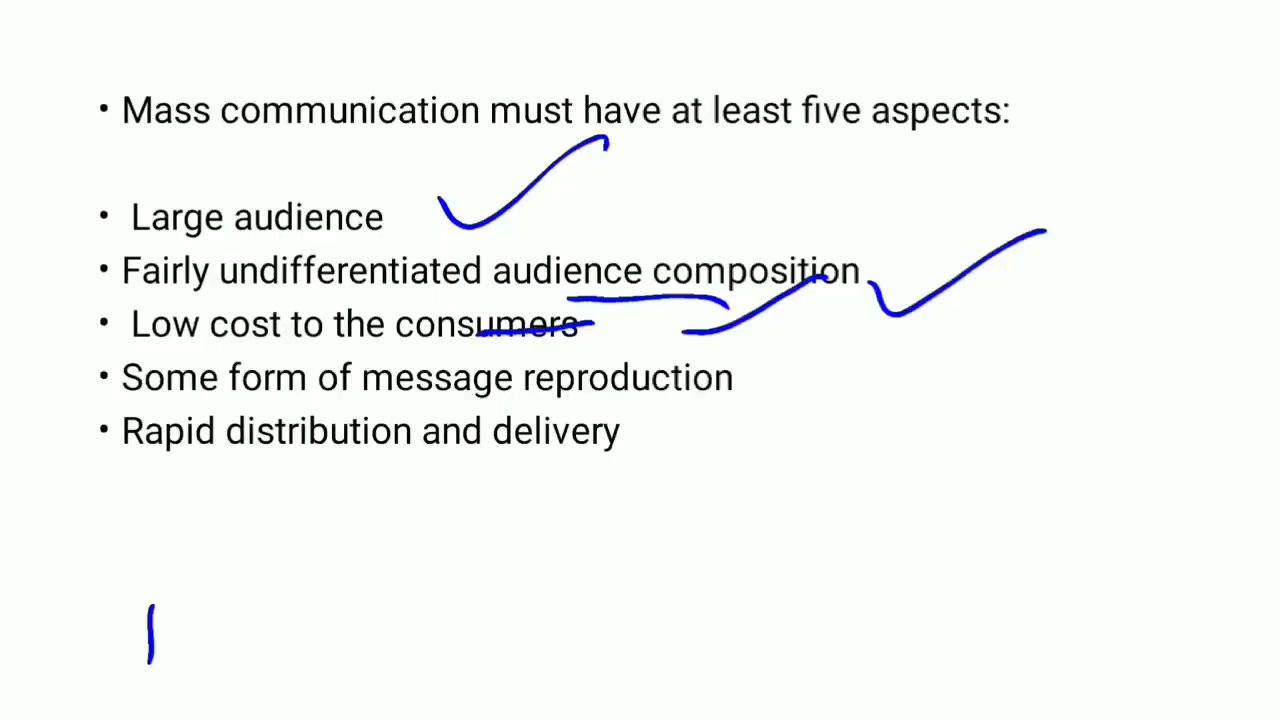 • Mass communication must have at least five aspects:
• Large audience
• Fairly undifferentiated audience composition
• Low cost to the consumers
• Some form of message reproduction
• Rapid distribution and delivery